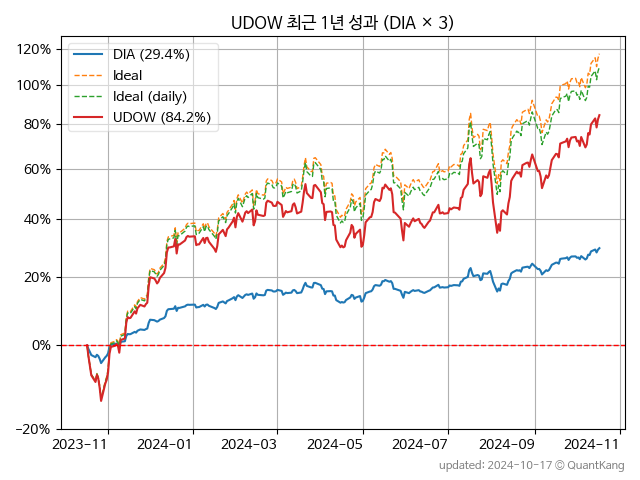 UDOW 최근 1년 성과 (DIA × 3)
DIA (29.4%)
Ideal
Ideal (daily)
UDOW (84.2%)
120%
100%
80%
60%
40%
20%
0%
−20%
2023-11 2024-01 2024-03 2024-05 2024-07 2024-09 2024-11
updated: 2024-10-17 © QuantKang